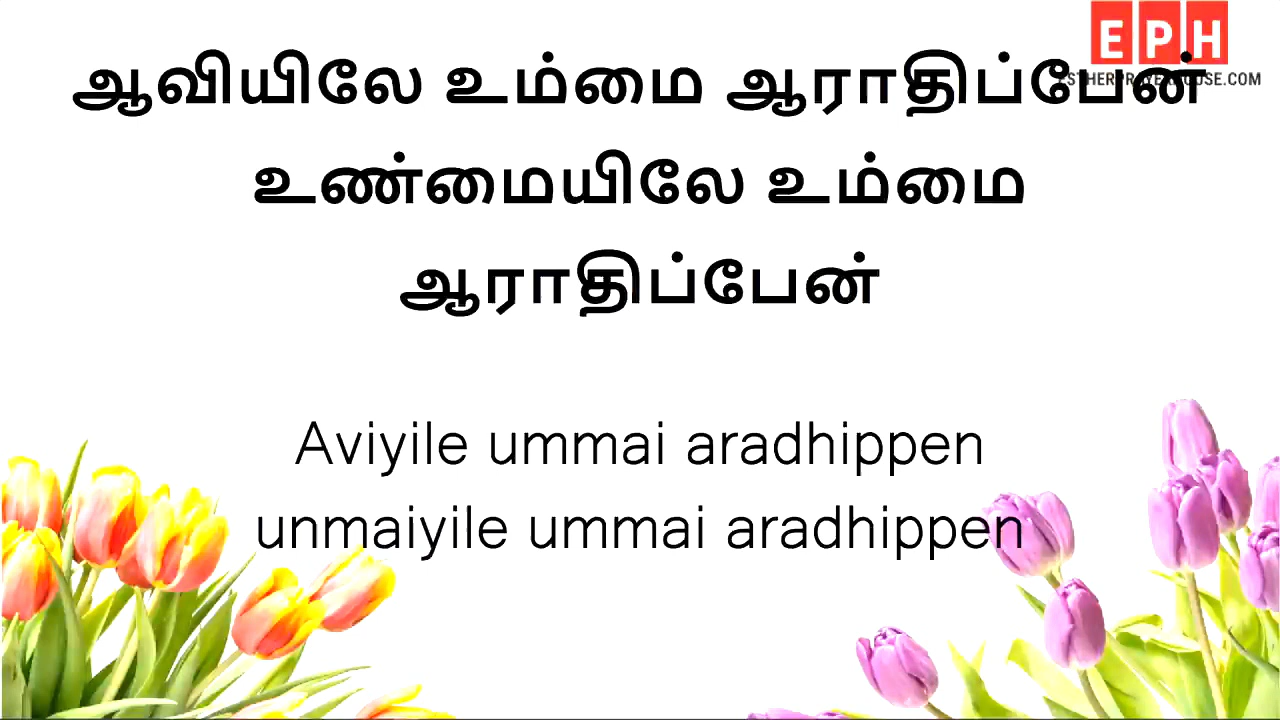 EPH
ஆவியிலே உம்மை ஆராதிப்பேன்
உண்மையிலே உம்மை
ஆராதிப்பேன்
Aviyile ummai aradhippen
unmaiyile ummai aradhippen